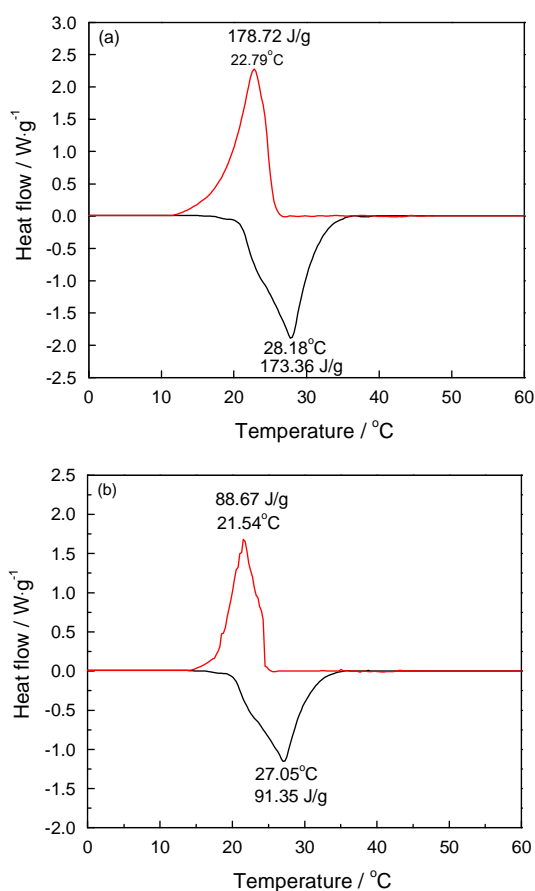 (a)
178.72 J/g
22.79°C
3.0
2.5
2.0
1.5
1.0
0.5
0.0
-0.5
-1.0
-1.5
-2.0
-2.5
Heat flow / W·g⁻¹
28.18°C
173.36 J/g
0 10 20 30 40 50 60
Temperature / °C
(b)
88.67 J/g
21.54°C
2.5
2.0
1.5
1.0
0.5
0.0
-0.5
-1.0
-1.5
-2.0
Heat flow / W·g⁻¹
27.05°C
91.35 J/g
0 10 20 30 40 50 60
Temperature / °C